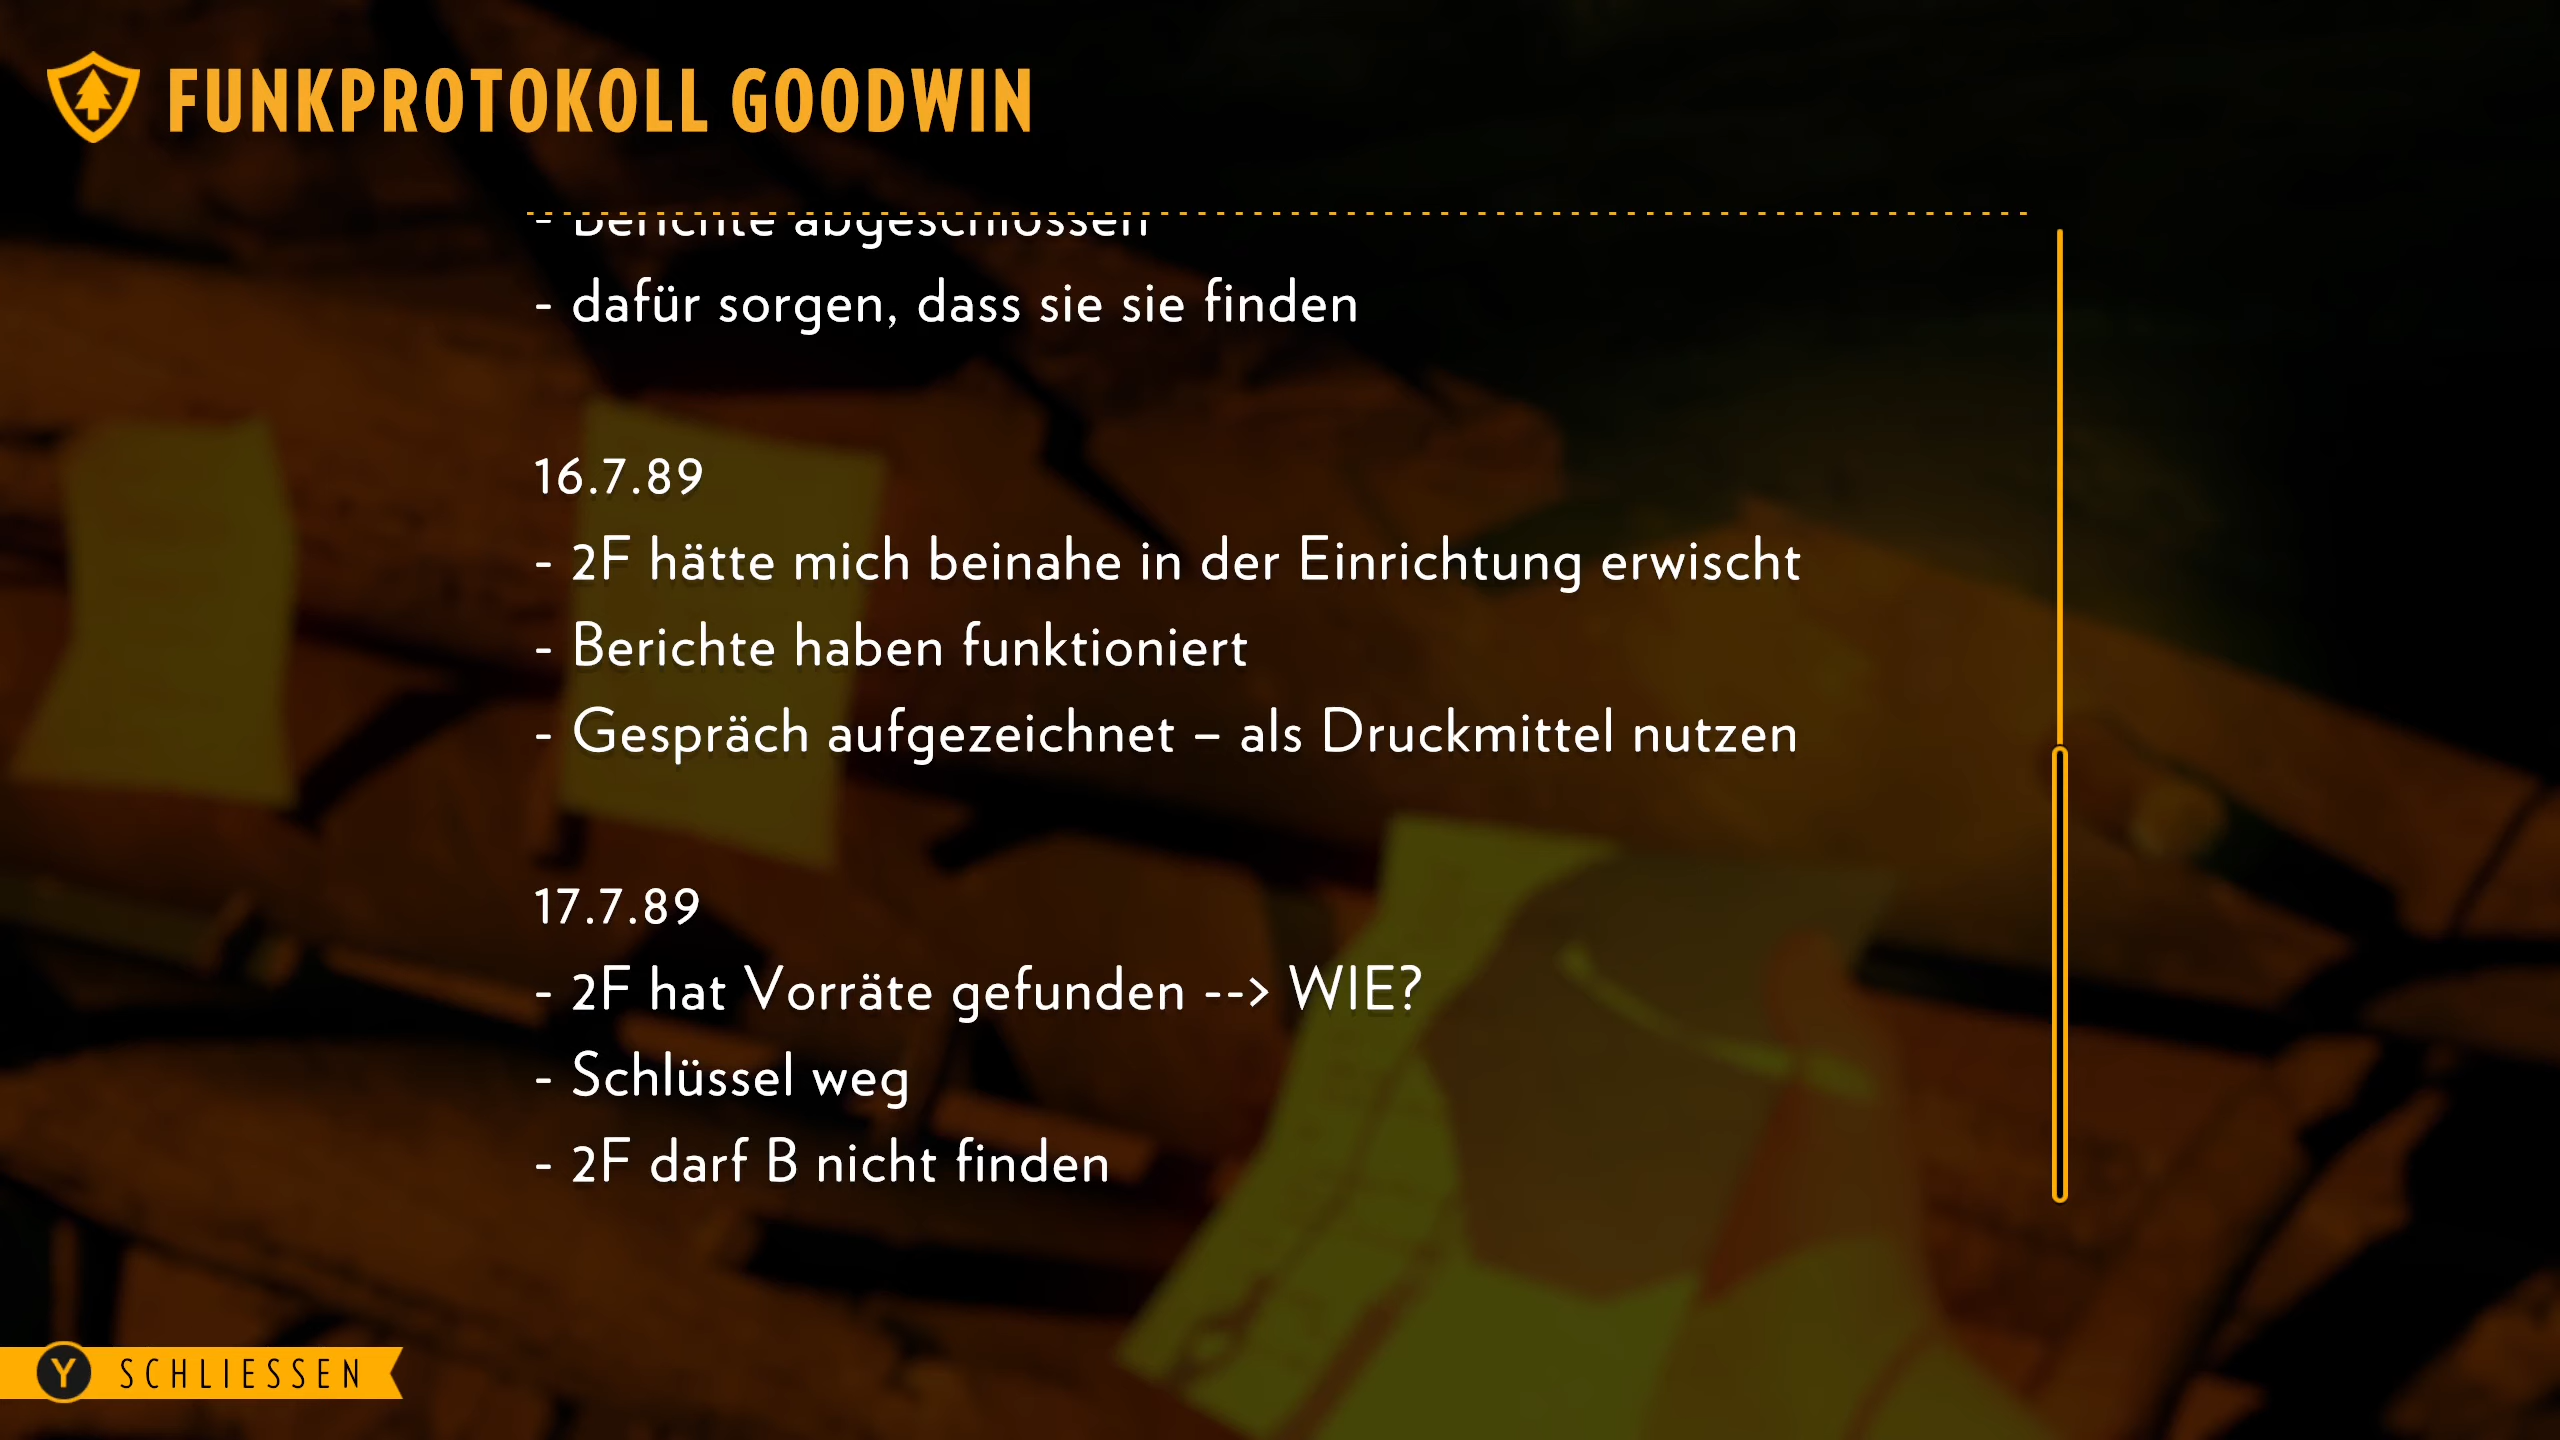 FUNKPROTOKOLL GOODWIN
- Berichte abgeschlossen
- dafür sorgen, dass sie sie finden
16.7.89
- 2F hätte mich beinahe in der Einrichtung erwischt
- Berichte haben funktioniert
- Gespräch aufgezeichnet – als Druckmittel nutzen
17.7.89
- 2F hat Vorräte gefunden --> WIE?
- Schlüssel weg
- 2F darf B nicht finden
Y SCHLIESSEN